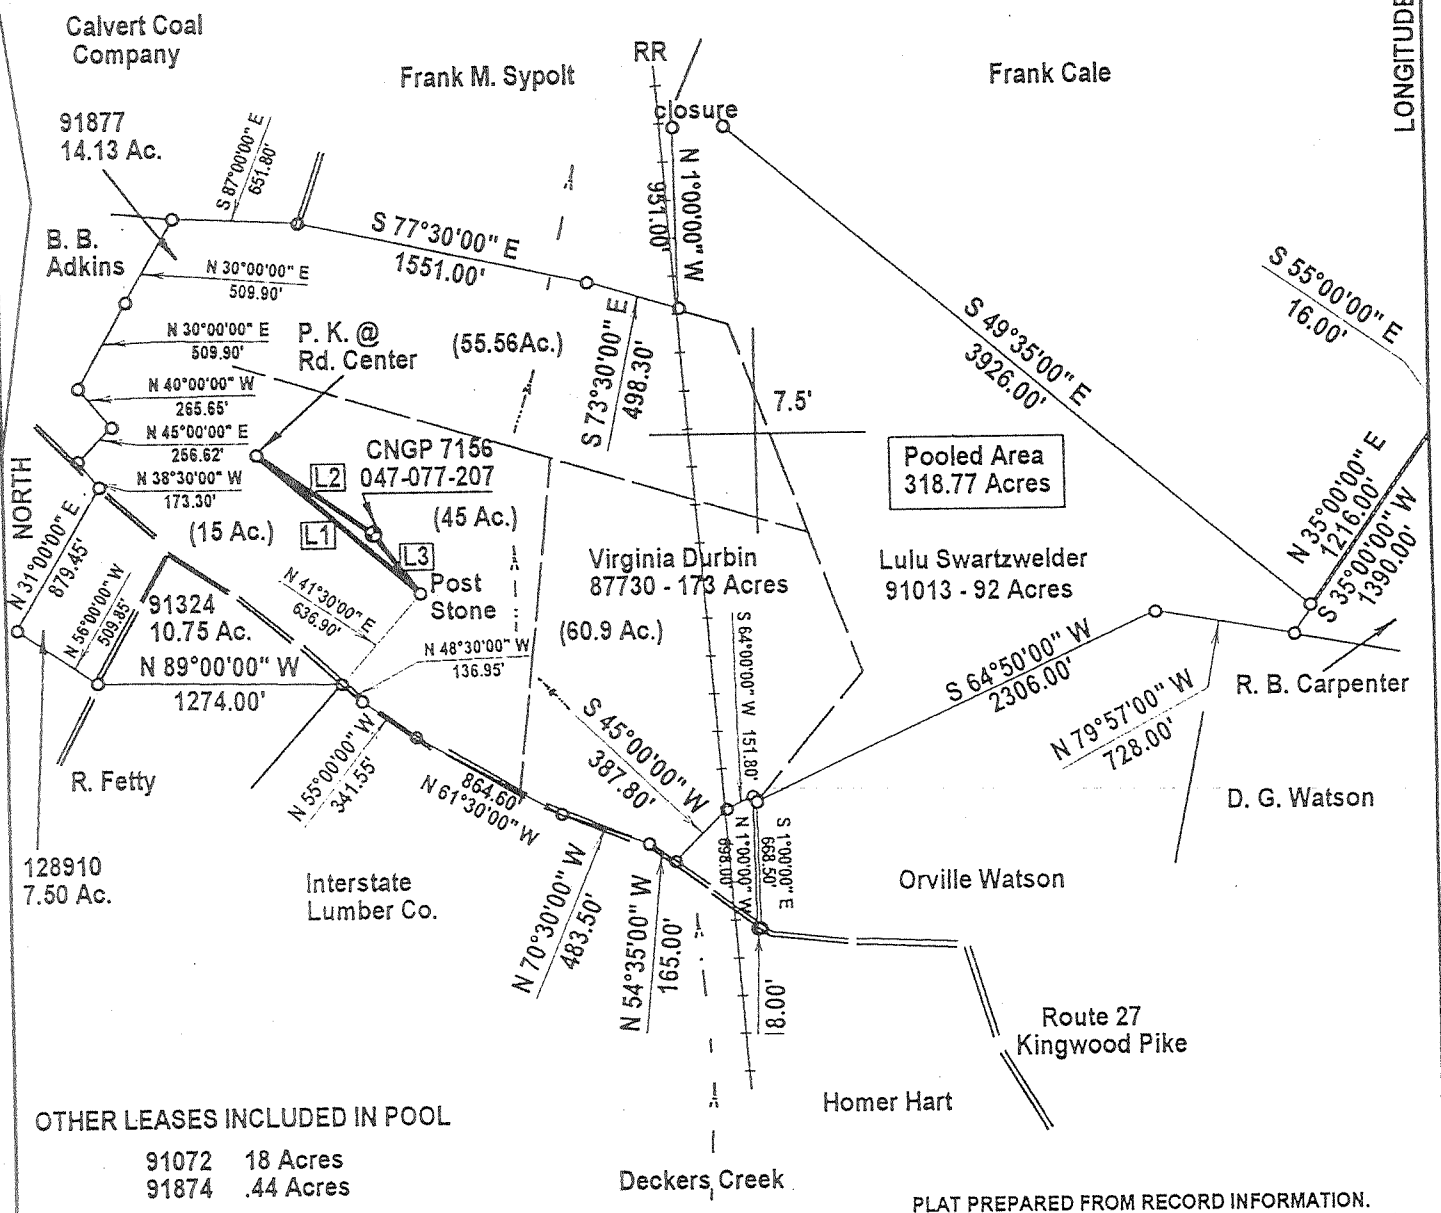 Calvert Coal
Company
Frank M. Sypolt
RR
Frank Cale
closure
91877
14.13 Ac.
S 87°00'00" E
651.80'
B. B.
Adkins
S 77°30'00" E
1551.00'
N 1°00'00" W
951.00'
N 30°00'00" E
509.90'
N 30°00'00" E
509.90'
P. K. @
Rd. Center
(55.56Ac.)
S 73°30'00" E
498.30'
7.5'
S 49°35'00" E
3926.00'
S 55°00'00" E
16.00'
N 40°00'00" W
265.65'
N 45°00'00" E
256.62'
N 38°30'00" W
173.30'
CNGP 7156
047-077-207
L2
L1
L3
(45 Ac.)
(15 Ac.)
Pooled Area
318.77 Acres
N 35°00'00" E
1216.00'
S 35°00'00" W
1390.00'
NORTH
LONGITUDE
N 31°00'00" E
879.45'
N 56°00'00" W
509.85'
N 41°30'00" E
636.90'
Post
Stone
Virginia Durbin
87730 - 173 Acres
Lulu Swartzwelder
91013 - 92 Acres
91324
10.75 Ac.
(60.9 Ac.)
N 48°30'00" W
136.95'
S 64°00'00" W 151.80'
N 89°00'00" W
1274.00'
S 45°00'00" W
387.80'
S 64°50'00" W
2306.00'
N 79°57'00" W
728.00'
R. B. Carpenter
R. Fetty
N 55°00'00" W
341.55'
864.60'
N 61°30'00" W
D. G. Watson
128910
7.50 Ac.
Interstate
Lumber Co.
N 70°30'00" W
483.50'
N 54°35'00" W
165.00'
N 1°00'00" W
698.00'
S 1°00'00" E
668.50'
Orville Watson
18.00'
Route 27
Kingwood Pike
Homer Hart
OTHER LEASES INCLUDED IN POOL
91072 18 Acres
91874 .44 Acres
Deckers Creek
PLAT PREPARED FROM RECORD INFORMATION.